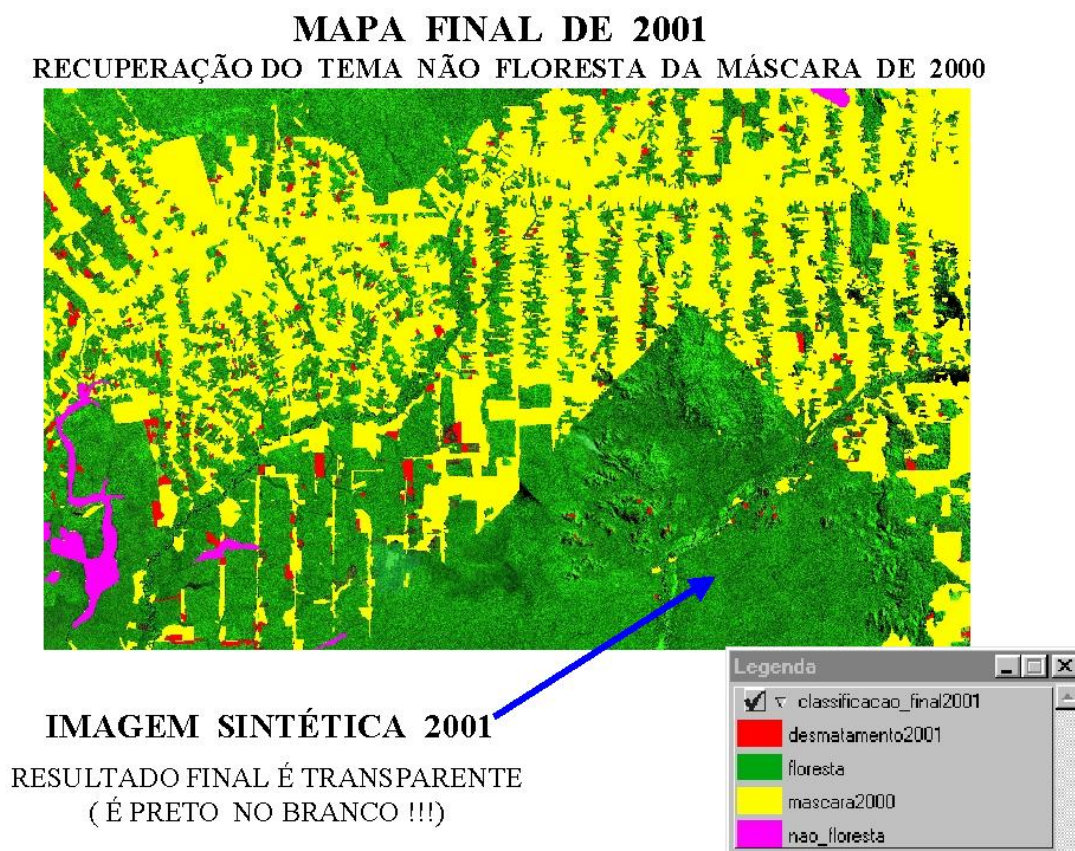 MAPA FINAL DE 2001
RECUPERAÇÃO DO TEMA NÃO FLORESTA DA MÁSCARA DE 2000
IMAGEM SINTÉTICA 2001
RESULTADO FINAL É TRANSPARENTE
( É PRETO NO BRANCO !!!)
Legenda
classificacao_final2001
desmatamento2001
floresta
mascara2000
nao_floresta